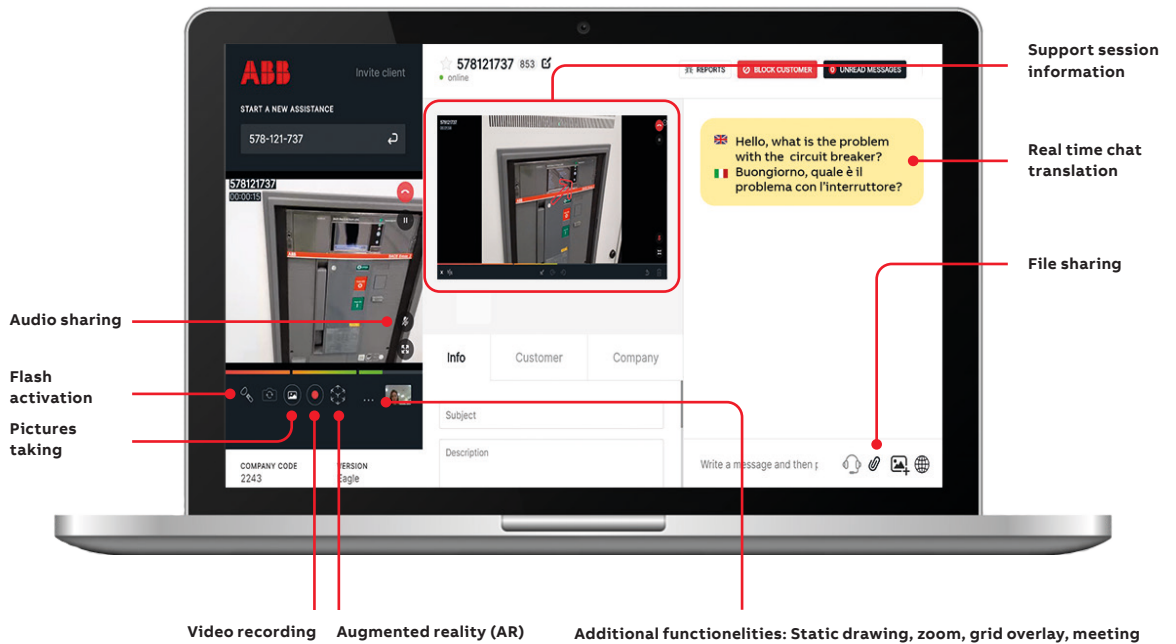 Support session
information
Real time chat
translation
File sharing
Audio sharing
Flash
activation
Pictures
taking
Video recording
Augmented reality (AR)
Additional functionelities: Static drawing, zoom, grid overlay, meeting
ABB
Invite client
START A NEW ASSISTANCE
578-121-737
578121737
00:00:15
COMPANY CODE
2243
VERSION
Eagle
578121737 853
online
REPORTS
BLOCK CUSTOMER
UNREAD MESSAGES
578121737
Info
Customer
Company
Subject
Description
Hello, what is the problem
with the circuit breaker?
Buongiorno, quale è il
problema con l'interruttore?
Write a message and then p